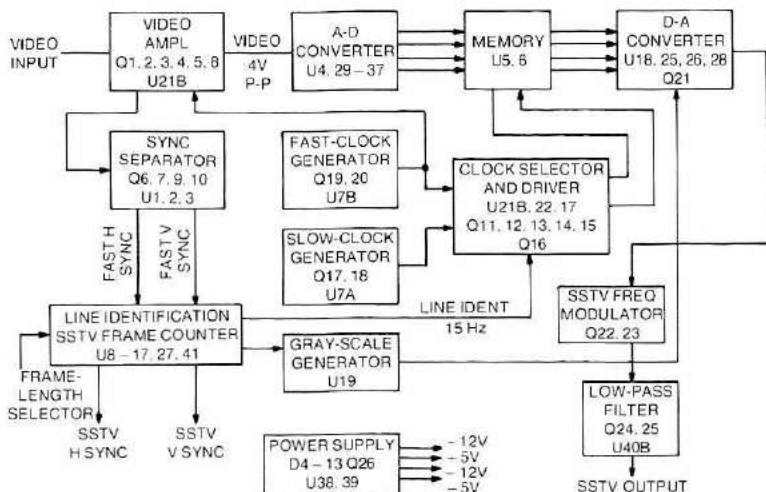 VIDEO INPUT
VIDEO AMPL
Q1, 2, 3, 4, 5, 8
U21B
VIDEO
4V
P-P
A-D CONVERTER
U4, 29 – 37
MEMORY
U5, 6
D-A CONVERTER
U18, 25, 26, 28
Q21
SYNC SEPARATOR
Q6, 7, 9, 10
U1, 2, 3
FAST-CLOCK GENERATOR
Q19, 20
U7B
CLOCK SELECTOR AND DRIVER
U21B, 22, 17
Q11, 12, 13, 14, 15
Q16
SLOW-CLOCK GENERATOR
Q17, 18
U7A
FAST H SYNC
FAST V SYNC
LINE IDENTIFICATION
SSTV FRAME COUNTER
U8 – 17, 27, 41
LINE IDENT
15 Hz
SSTV FREQ MODULATOR
Q22, 23
GRAY-SCALE GENERATOR
U19
FRAME-LENGTH SELECTOR
SSTV H SYNC
SSTV V SYNC
LOW-PASS FILTER
Q24, 25
U40B
POWER SUPPLY
D4 – 13 Q26
U38, 39
–12V
–5V
–12V
–5V
SSTV OUTPUT